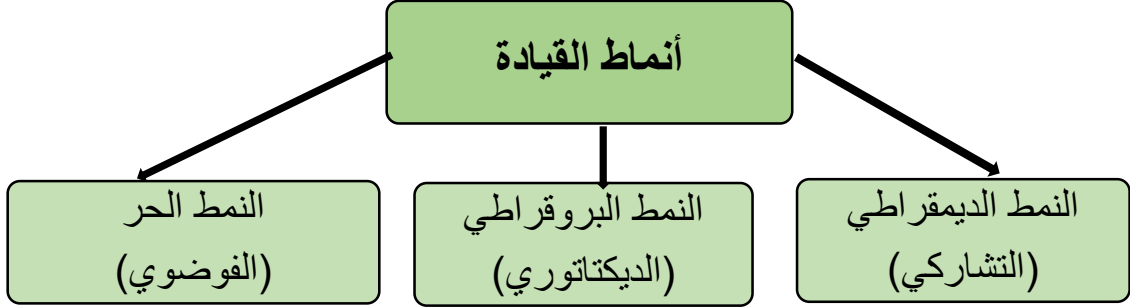 أنماط القيادة
النمط الديمقراطي
(التشاركي)
النمط البروقراطي
(الديكتاتوري)
النمط الحر
(الفوضوي)